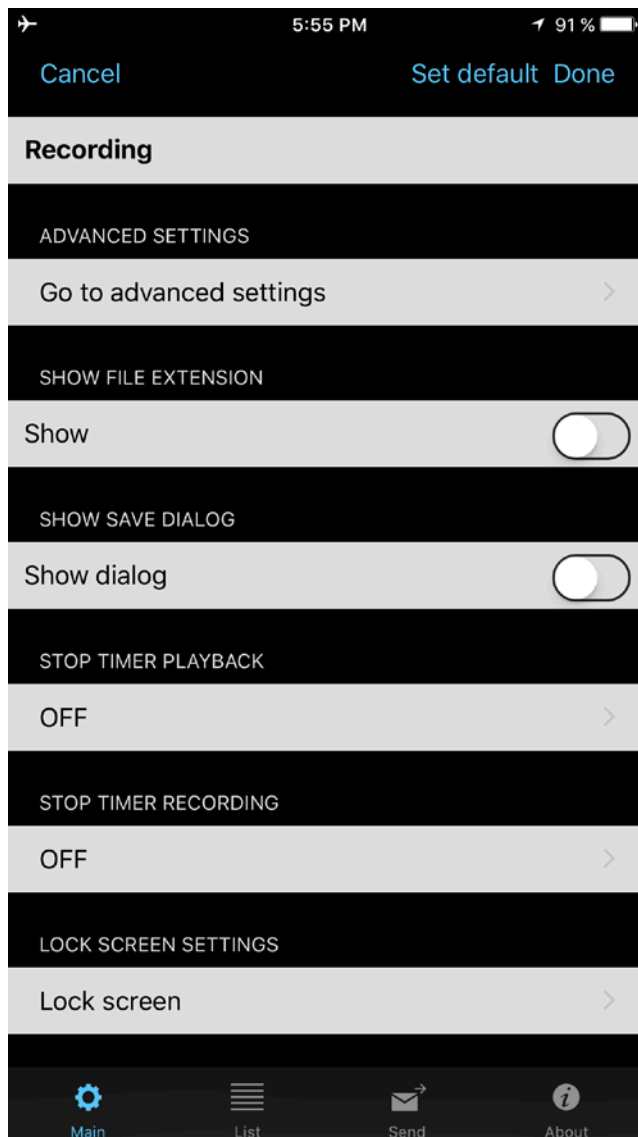 5:55 PM 91 %
Cancel Set default Done
Recording
ADVANCED SETTINGS
Go to advanced settings
SHOW FILE EXTENSION
Show
SHOW SAVE DIALOG
Show dialog
STOP TIMER PLAYBACK
OFF
STOP TIMER RECORDING
OFF
LOCK SCREEN SETTINGS
Lock screen
Main List Send About